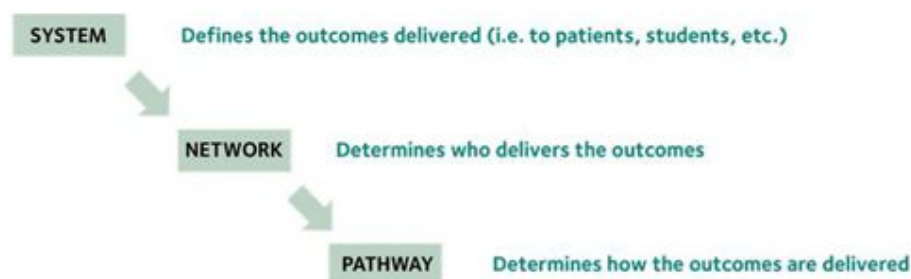 SYSTEM Defines the outcomes delivered (i.e. to patients, students, etc.)
NETWORK Determines who delivers the outcomes
PATHWAY Determines how the outcomes are delivered